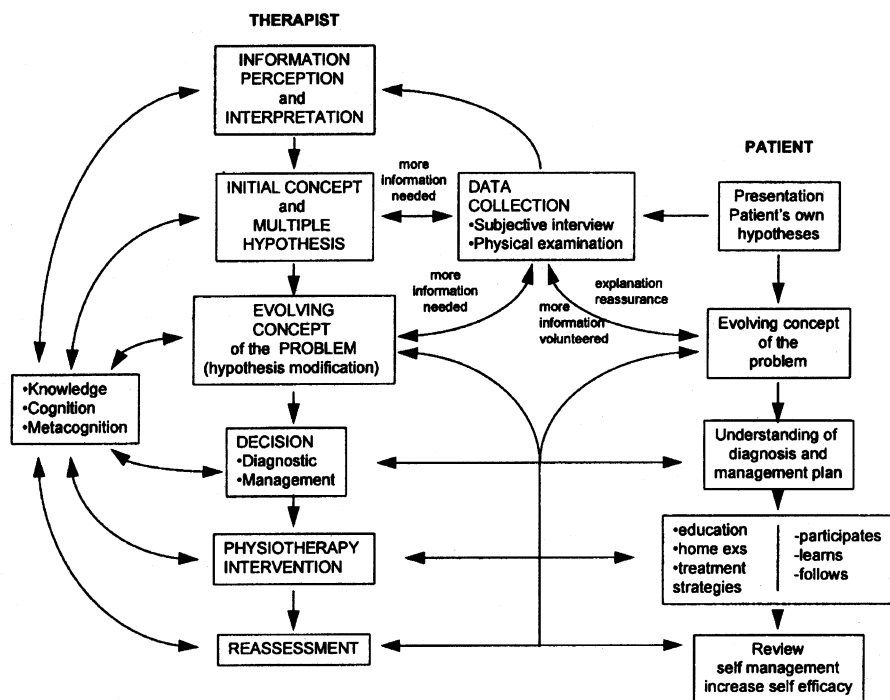 THERAPIST
INFORMATION
PERCEPTION
and
INTERPRETATION
INITIAL CONCEPT
and
MULTIPLE
HYPOTHESIS
more
information
needed
DATA
COLLECTION
•Subjective interview
•Physical examination
PATIENT
Presentation
Patient's own
hypotheses
more
information
needed
explanation
reassurance
more
information
volunteered
EVOLVING
CONCEPT
of the PROBLEM
(hypothesis modification)
Evolving concept
of the
problem
•Knowledge
•Cognition
•Metacognition
DECISION
•Diagnostic
•Management
Understanding of
diagnosis and
management plan
PHYSIOTHERAPY
INTERVENTION
•education
•home exs
•treatment
strategies
-participates
-learns
-follows
REASSESSMENT
Review
self management
increase self efficacy